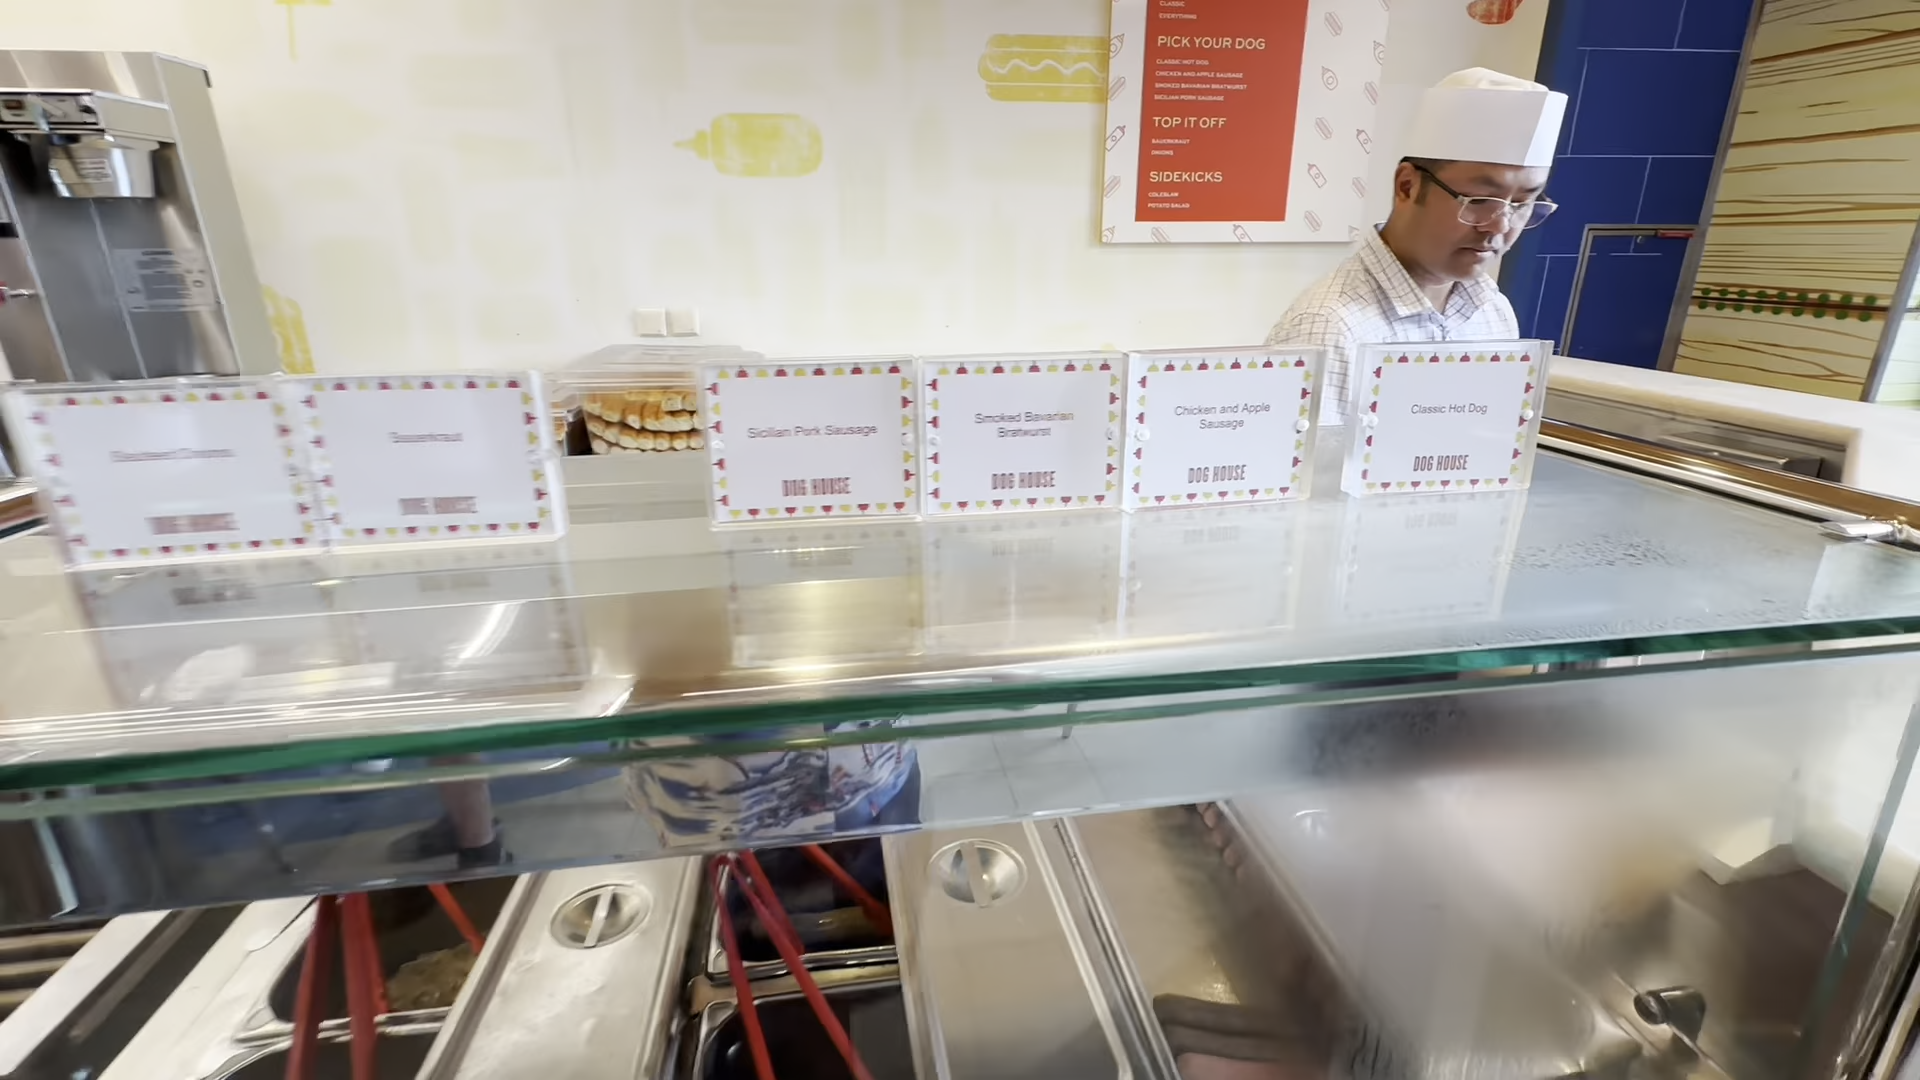 CLASSIC
EVERYTHING
PICK YOUR DOG
CLASSIC HOT DOG
CHICKEN AND APPLE SAUSAGE
SMOKED BAVARIAN BRATWURST
SICILIAN PORK SAUSAGE
TOP IT OFF
SAUERKRAUT
ONIONS
SIDEKICKS
COLESLAW
POTATO SALAD
Sauerkraut
DOG HOUSE
DOG HOUSE
Sicilian Pork Sausage
DOG HOUSE
Smoked Bavarian
Bratwurst
DOG HOUSE
Chicken and Apple
Sausage
DOG HOUSE
Classic Hot Dog
DOG HOUSE